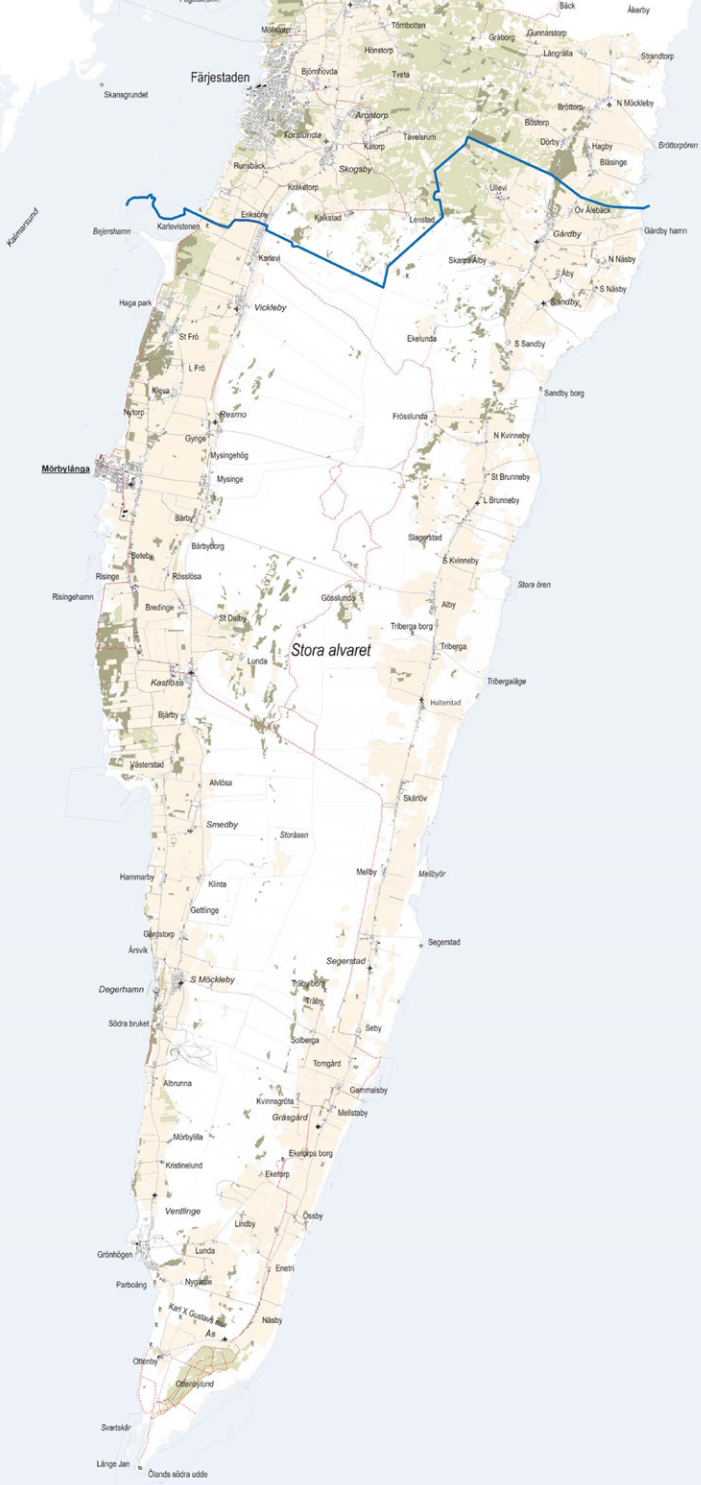 Bäck
Åkerby
Möllstorp
Törnbotten
Gråborg
Gunnarstorp
Hönstorp
Långrälla
Strandtorp
Björnhovda
Tveta
Färjestaden
Skansgrundet
N Möckleby
Bröttorp
Arontorp
Böstorp
Torslunda
Tävelsrum
Dörby
Hagby
Bröttorpören
Kåtorp
Skogsby
Blåsinge
Runsbäck
Kråketorp
Ullevi
Kalmarsund
Eriksöre
Kalkstad
Lenstad
Öv Ålebäck
Karlevistenen
Bejershamn
Gårdby
Gårdby hamn
Karlevi
Skarpa Alby
N Näsby
Åby
S Näsby
Haga park
Vickleby
Sandby
St Frö
Ekelunda
S Sandby
L Frö
Kleva
Sandby borg
Nytorp
Resmo
Frösslunda
Gynge
N Kvinneby
Mysingehög
Mörbylånga
Mysinge
St Brunneby
L Brunneby
Bårby
Slagerstad
Bårbyborg
Beteby
S Kvinneby
Risinge
Rösslösa
Stora ören
Risingehamn
Gösslunda
Bredinge
Alby
St Dalby
Triberga borg
Stora alvaret
Triberga
Lunda
Kastlösa
Tribergaläge
Hulterstad
Bjärby
Västerstad
Alvlösa
Skärlöv
Smedby
Storåsen
Hammarby
Mellby
Mellbyör
Klinta
Gettlinge
Gårdstorp
Segerstad
Årsvik
Segerstad
S Möckleby
Degerhamn
Träbyborg
Träby
Södra bruket
Seby
Solberga
Torngård
Albrunna
Gammalsby
Kvinnsgröta
Mellstaby
Gräsgård
Mörbylilla
Eketorps borg
Kristinelund
Eketorp
Ventlinge
Össby
Lindby
Grönhögen
Lunda
Enetri
Parboäng
Nygärde
Karl X Gustavs mur
Näsby
Ås
Ottenby
Ottenbylund
Svartskär
Långe Jan
Ölands södra udde